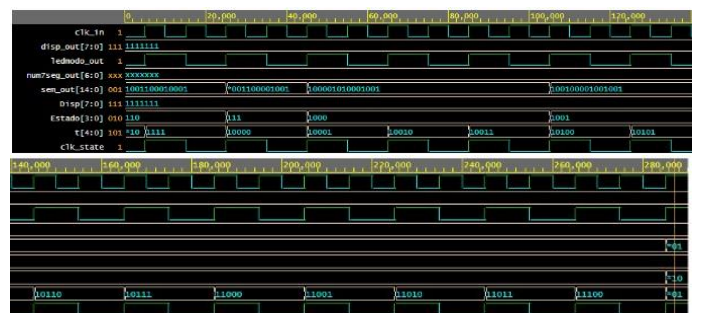 0 20,000 40,000 60,000 80,000 100,000 120,000
clk_in 1
disp_out[7:0] 111 1111111
ledmodo_out 1
num7seg_out[6:0] xxx xxxxxxx
sem_out[14:0] 001 1001100010001 *001100001001 100001010001001 100100001001001
Disp[7:0] 111 1111111
Estado[3:0] 010 110 111 1000 1001
t[4:0] 101 *10 1111 10000 10001 10010 10011 10100 10101
clk_state 1
140,000 160,000 180,000 200,000 220,000 240,000 260,000 280,000
*01
*10
10110 10111 11000 11001 11010 11011 11100 *01